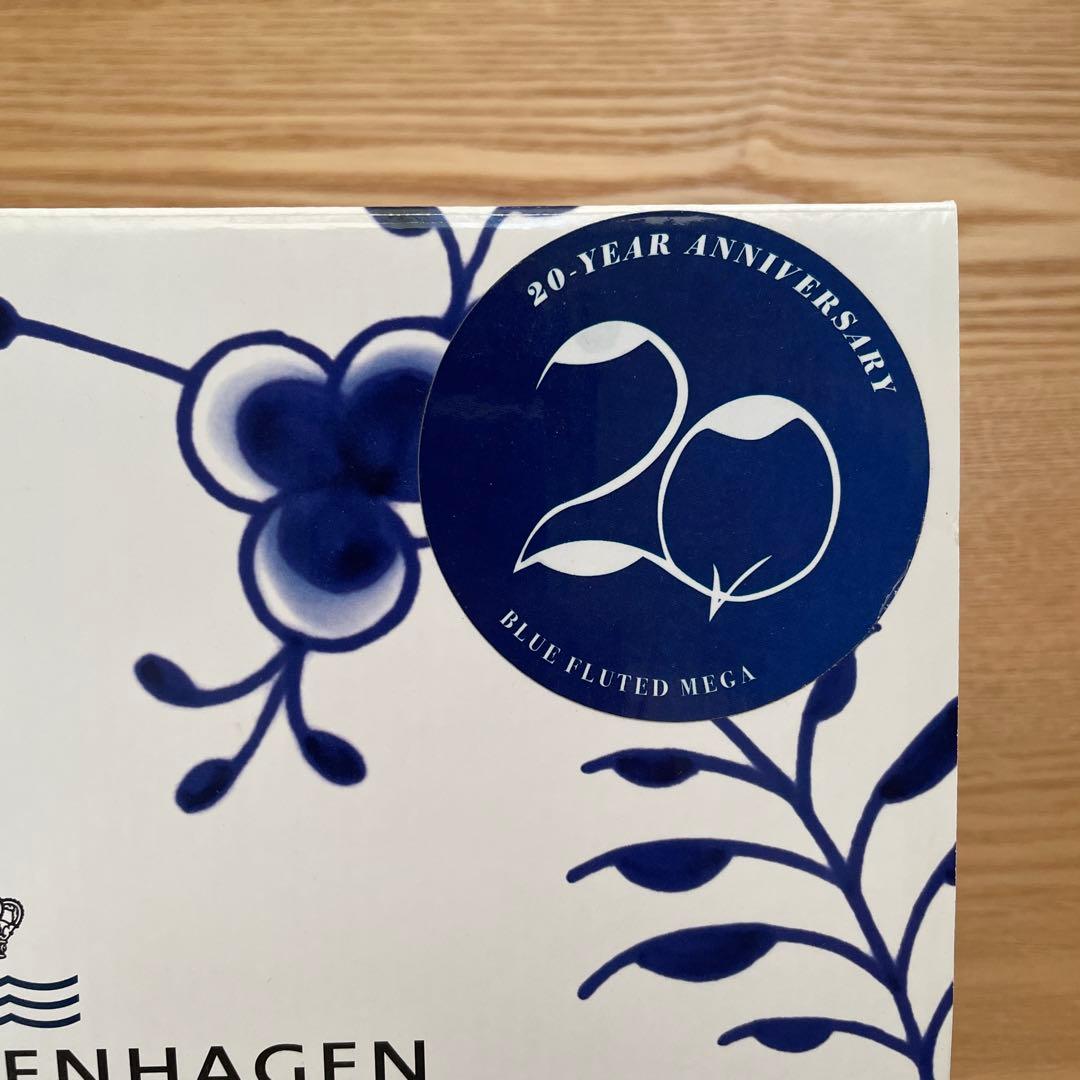 20-YEAR ANNIVERSARY
20
BLUE FLUTED MEGA
ENHAGEN